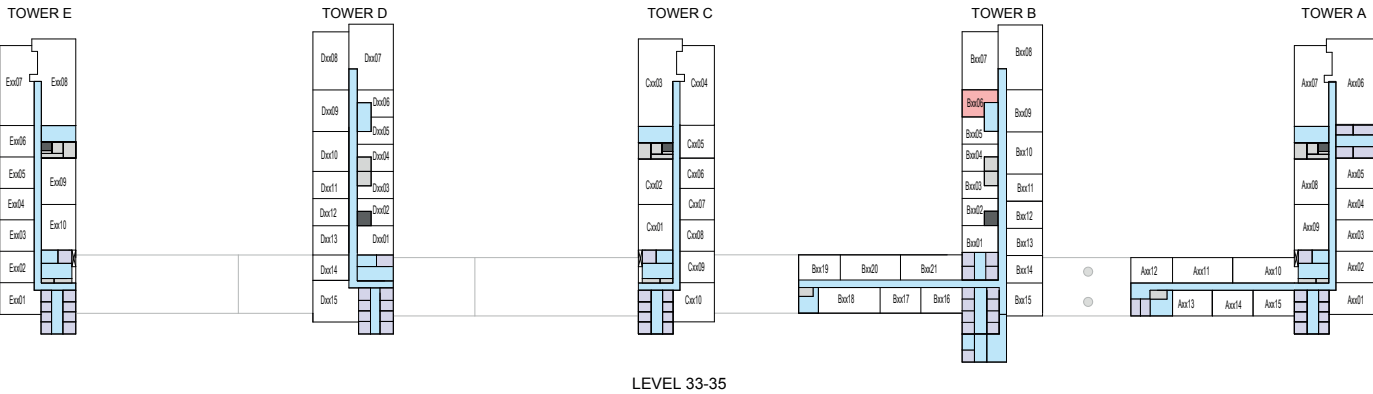 TOWER E
TOWER D
TOWER C
TOWER B
TOWER A
Exx07
Exx08
Exx06
Exx05
Exx09
Exx04
Exx03
Exx10
Exx02
Exx01
Dxx08
Dxx07
Dxx09
Dxx06
Dxx05
Dxx10
Dxx04
Dxx11
Dxx03
Dxx12
Dxx02
Dxx13
Dxx01
Dxx14
Dxx15
Cxx03
Cxx04
Cxx05
Cxx02
Cxx06
Cxx07
Cxx01
Cxx08
Cxx09
Cxx10
Bxx07
Bxx08
Bxx06
Bxx09
Bxx05
Bxx04
Bxx10
Bxx03
Bxx11
Bxx02
Bxx12
Bxx01
Bxx13
Bxx19
Bxx20
Bxx21
Bxx14
Bxx18
Bxx17
Bxx16
Bxx15
Axx07
Axx06
Axx05
Axx08
Axx04
Axx09
Axx03
Axx12
Axx11
Axx10
Axx02
Axx13
Axx14
Axx15
Axx01
LEVEL 33-35